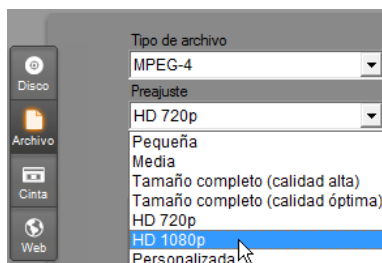 Tipo de archivo
MPEG-4
Disco
Preajuste
HD 720p
Archivo
Pequeña
Media
Tamaño completo (calidad alta)
Cinta
Tamaño completo (calidad óptima)
HD 720p
HD 1080p
Web
Personalizada